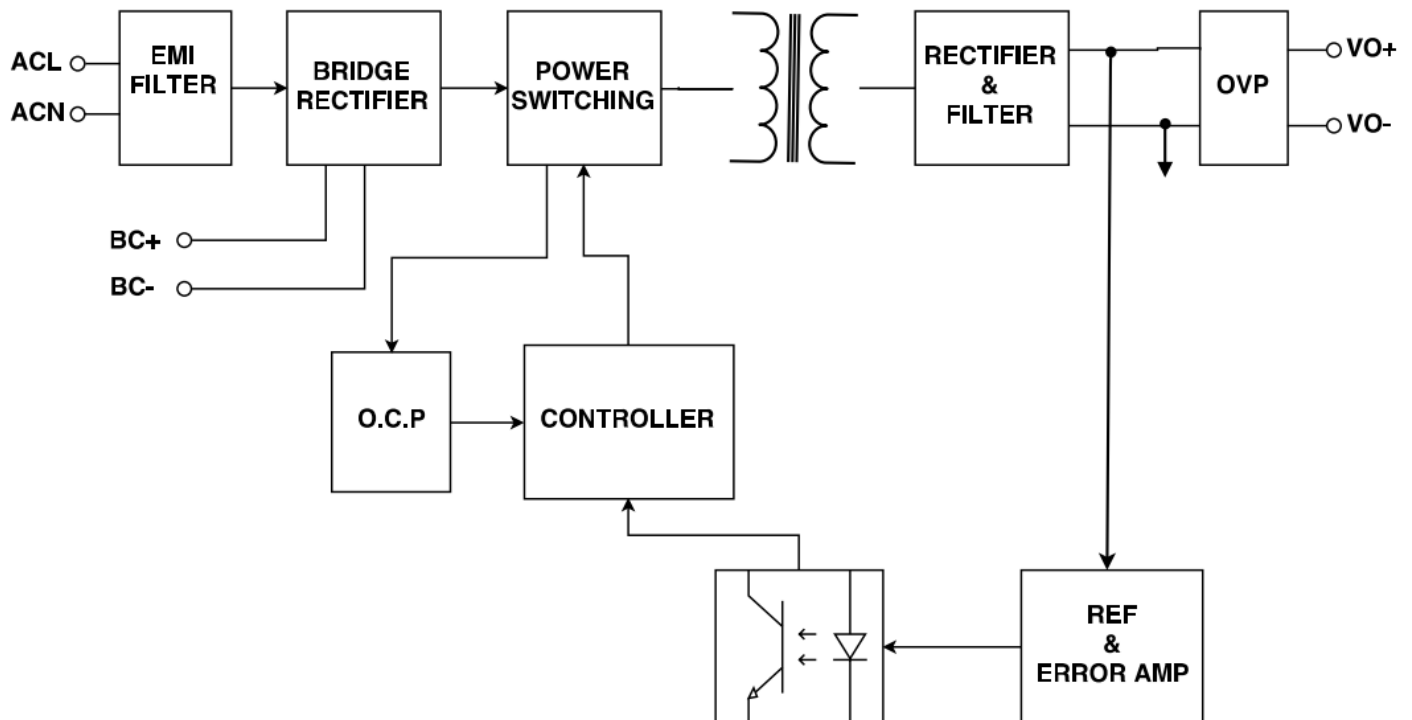 ACL
ACN
EMI
FILTER
BRIDGE
RECTIFIER
POWER
SWITCHING
RECTIFIER
&
FILTER
OVP
VO+
VO-
BC+
BC-
O.C.P
CONTROLLER
REF
&
ERROR AMP